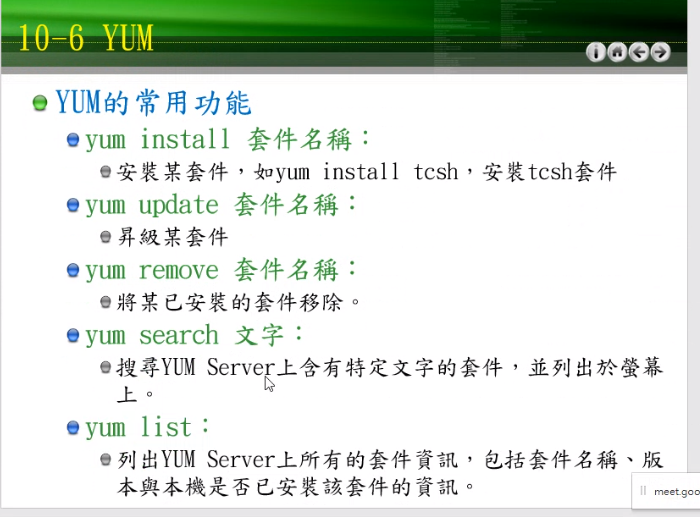 10-6 YUM
YUM的常用功能
yum install 套件名稱：
安裝某套件，如yum install tcsh，安裝tcsh套件
yum update 套件名稱：
昇級某套件
yum remove 套件名稱：
將某已安裝的套件移除。
yum search 文字：
搜尋YUM Server上含有特定文字的套件，並列出於螢幕
上。
yum list：
列出YUM Server上所有的套件資訊，包括套件名稱、版
本與本機是否已安裝該套件的資訊。
meet.goo